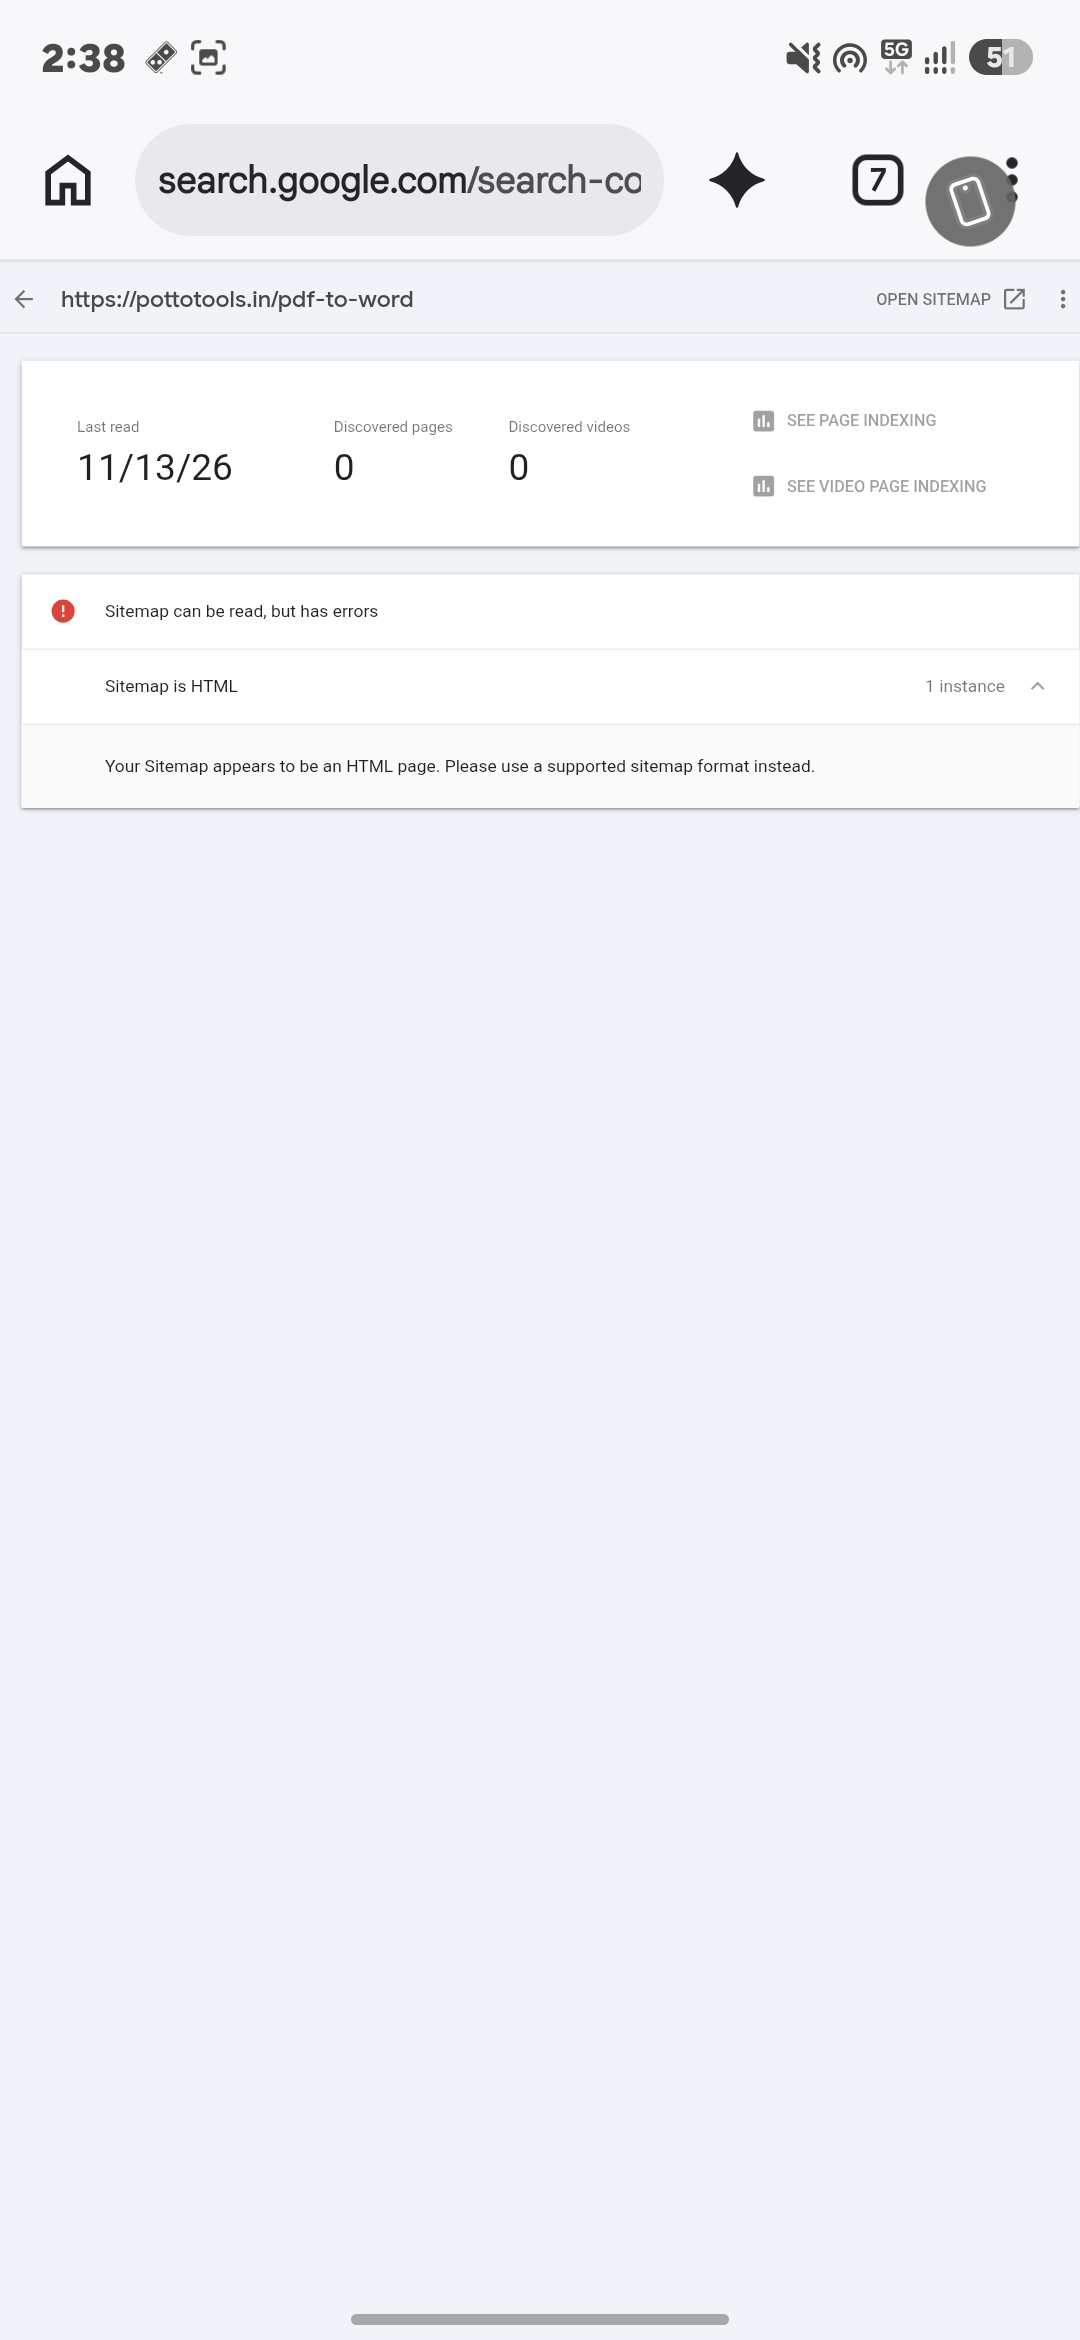 2:38
5G
51
search.google.com/search-co
7
https://pottotools.in/pdf-to-word
OPEN SITEMAP
Last read
Discovered pages
Discovered videos
11/13/26
0
0
SEE PAGE INDEXING
SEE VIDEO PAGE INDEXING
Sitemap can be read, but has errors
Sitemap is HTML
1 instance
Your Sitemap appears to be an HTML page. Please use a supported sitemap format instead.